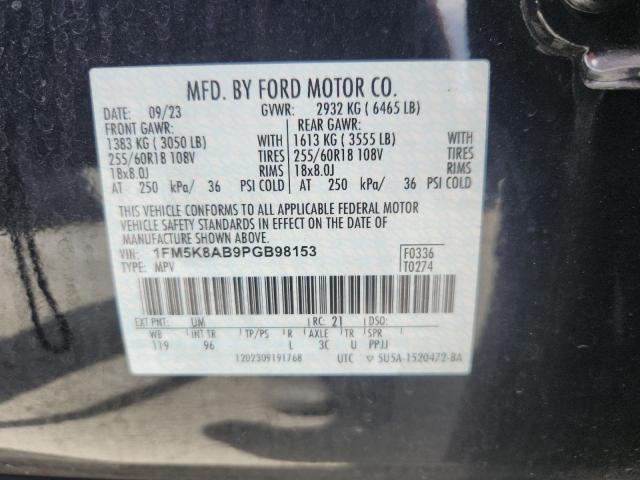 MFD. BY FORD MOTOR CO.
DATE: 09/23 GVWR: 2932 KG ( 6465 LB)
FRONT GAWR: REAR GAWR:
1383 KG ( 3050 LB) WITH 1613 KG ( 3555 LB) WITH
255/60R18 108V TIRES 255/60R18 108V TIRES
18x8.0J RIMS 18x8.0J RIMS
AT 250 kPa/ 36 PSI COLD AT 250 kPa/ 36 PSI COLD
THIS VEHICLE CONFORMS TO ALL APPLICABLE FEDERAL MOTOR
VEHICLE SAFETY STANDARDS IN EFFECT ON THE DATE OF
MANUFACTURE SHOWN ABOVE.
VIN: 1FM5K8AB9PGB98153 F0336
TYPE: MPV T0274
EXT PNT: UM RC: 21 DSO:
WB INT TR TP/PS R AXLE TR SPR
119 96 L 3C U PPJJ
1202309191768 UTC ▽ SU5A-1520472-BA